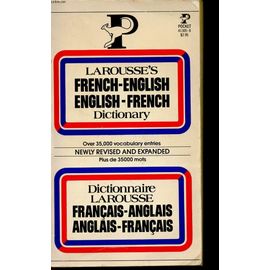 P
POCKET
LAROUSSE'S
FRENCH-ENGLISH
ENGLISH-FRENCH
Dictionary
Over 35,000 vocabulary entries
NEWLY REVISED AND EXPANDED
Plus de 35000 mots
Dictionnaire
LAROUSSE
FRANÇAIS-ANGLAIS
ANGLAIS-FRANÇAIS